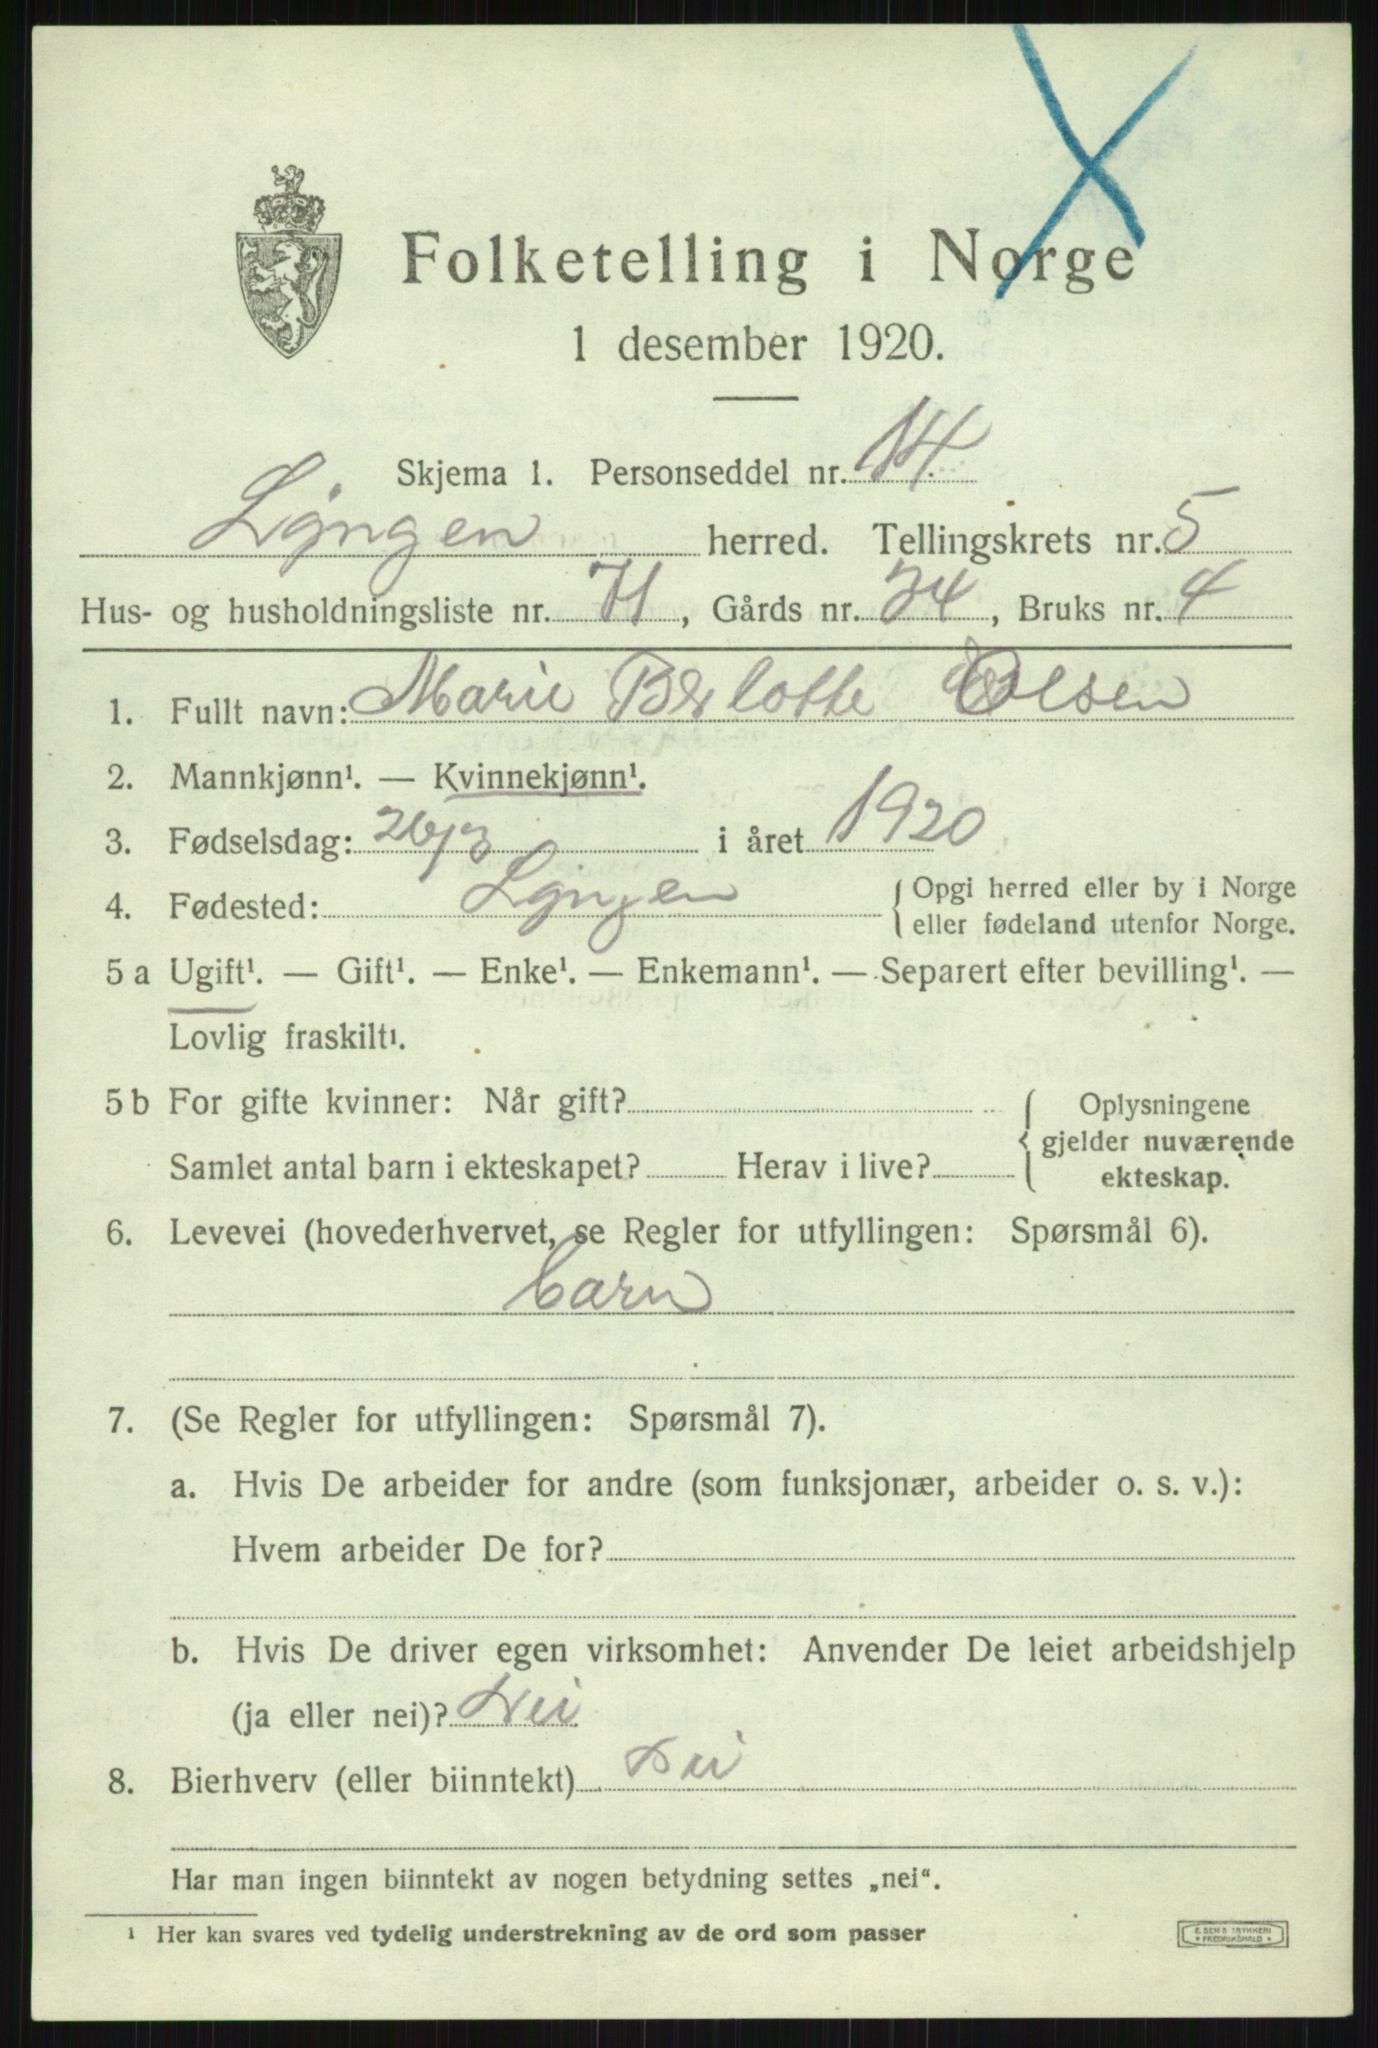 Folketelling i Norge
1 desember 1920.
Skjema 1. Personseddel nr. 14
Lyngen herred. Tellingskrets nr. 5
Hus- og husholdningsliste nr. 71, Gårds nr. 24, Bruks nr. 4
1. Fullt navn: Marie Olsen
2. Mannkjønn¹. — Kvinnekjønn¹.
3. Fødselsdag: 26/3 i året 1920
4. Fødested: Lyngen { Opgi herred eller by i Norge
eller fødeland utenfor Norge.
5 a Ugift¹. — Gift¹. — Enke¹. — Enkemann¹. — Separert efter bevilling¹. —
Lovlig fraskilt¹.
5 b For gifte kvinner: Når gift? { Oplysningene
gjelder nuværende
Samlet antal barn i ekteskapet? Herav i live?
ekteskap.
6. Levevei (hovederhvervet, se Regler for utfyllingen: Spørsmål 6).
barn
7. (Se Regler for utfyllingen: Spørsmål 7).
a. Hvis De arbeider for andre (som funksjonær, arbeider o. s. v.):
Hvem arbeider De for?
b. Hvis De driver egen virksomhet: Anvender De leiet arbeidshjelp
(ja eller nei)? Nei
8. Bierhverv (eller biinntekt) Nei
Har man ingen biinntekt av nogen betydning settes „nei“.
¹ Her kan svares ved tydelig understrekning av de ord som passer
E. SEM'S TRYKKERI
* FREDRIKSHALD *